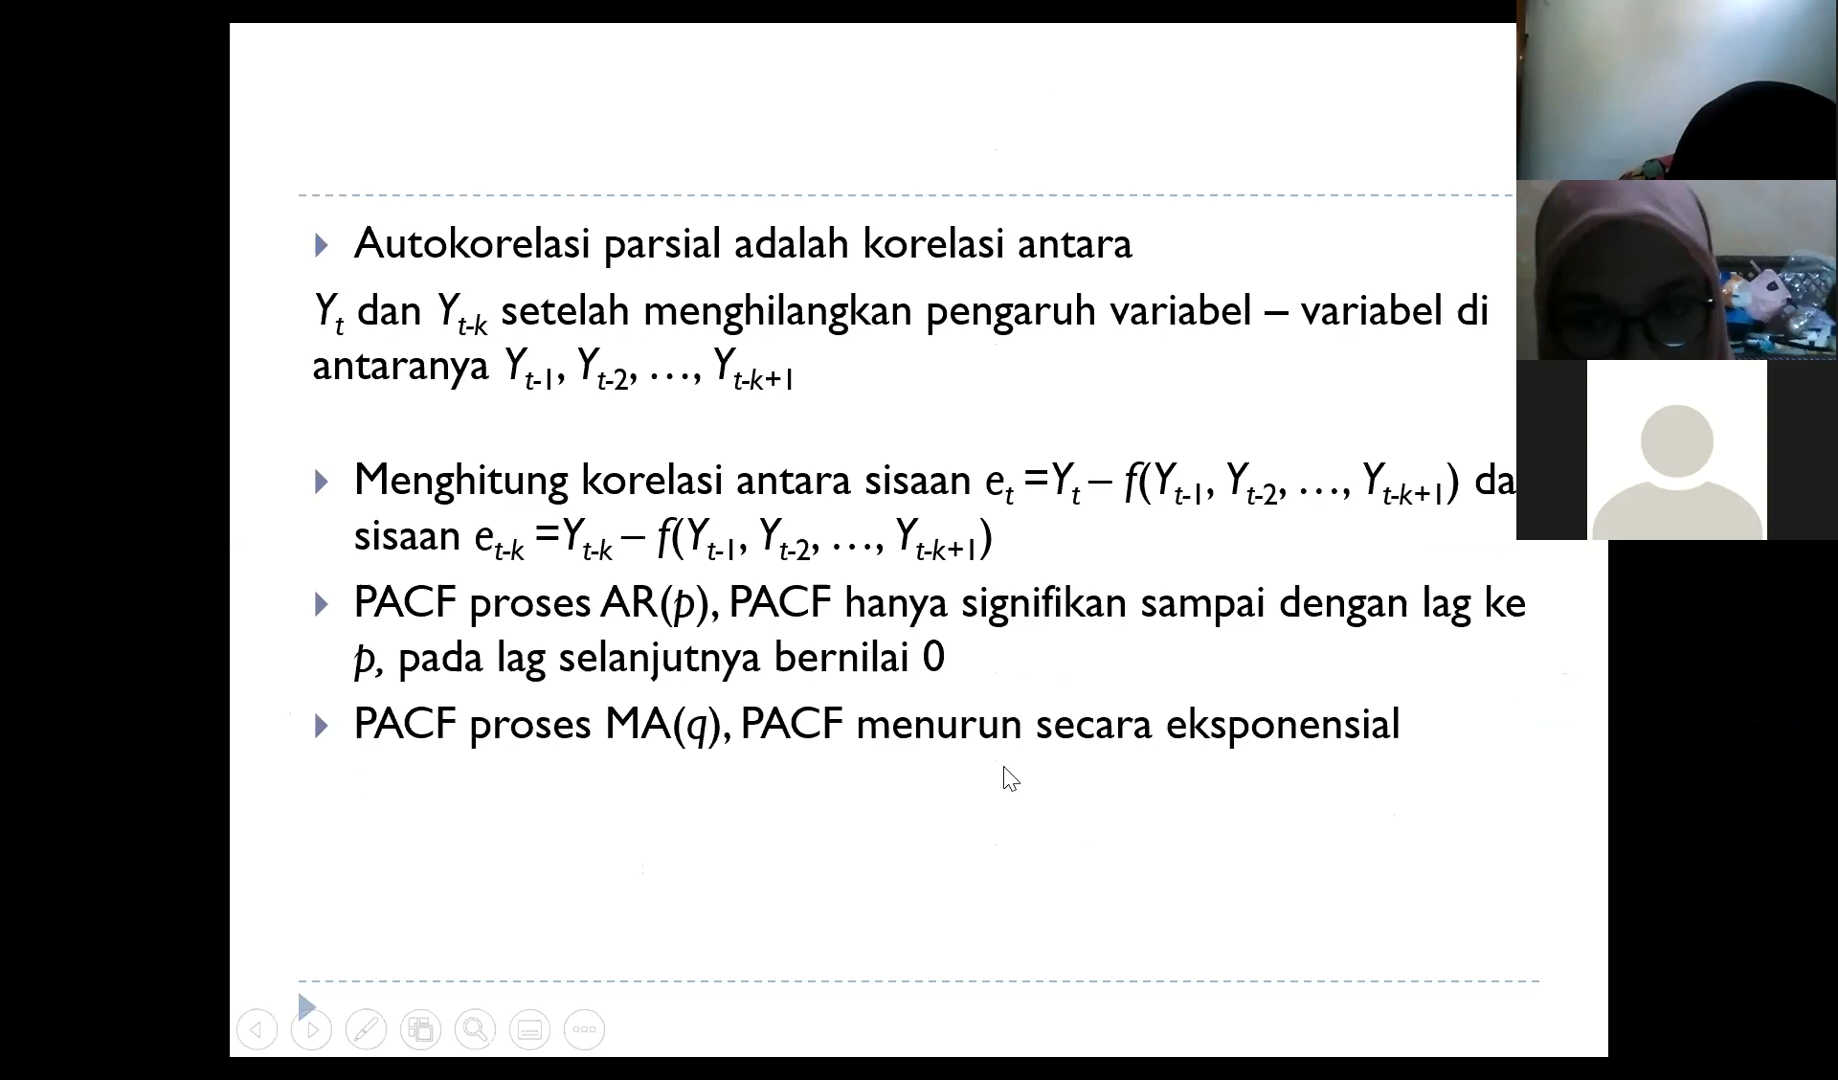 Autokorelasi parsial adalah korelasi antara
Yt dan Yt-k setelah menghilangkan pengaruh variabel – variabel di
antaranya Yt-1, Yt-2, …, Yt-k+1
Menghitung korelasi antara sisaan et =Yt – f(Yt-1, Yt-2, …, Yt-k+1) da
sisaan et-k =Yt-k – f(Yt-1, Yt-2, …, Yt-k+1)
PACF proses AR(p), PACF hanya signifikan sampai dengan lag ke
p, pada lag selanjutnya bernilai 0
PACF proses MA(q), PACF menurun secara eksponensial